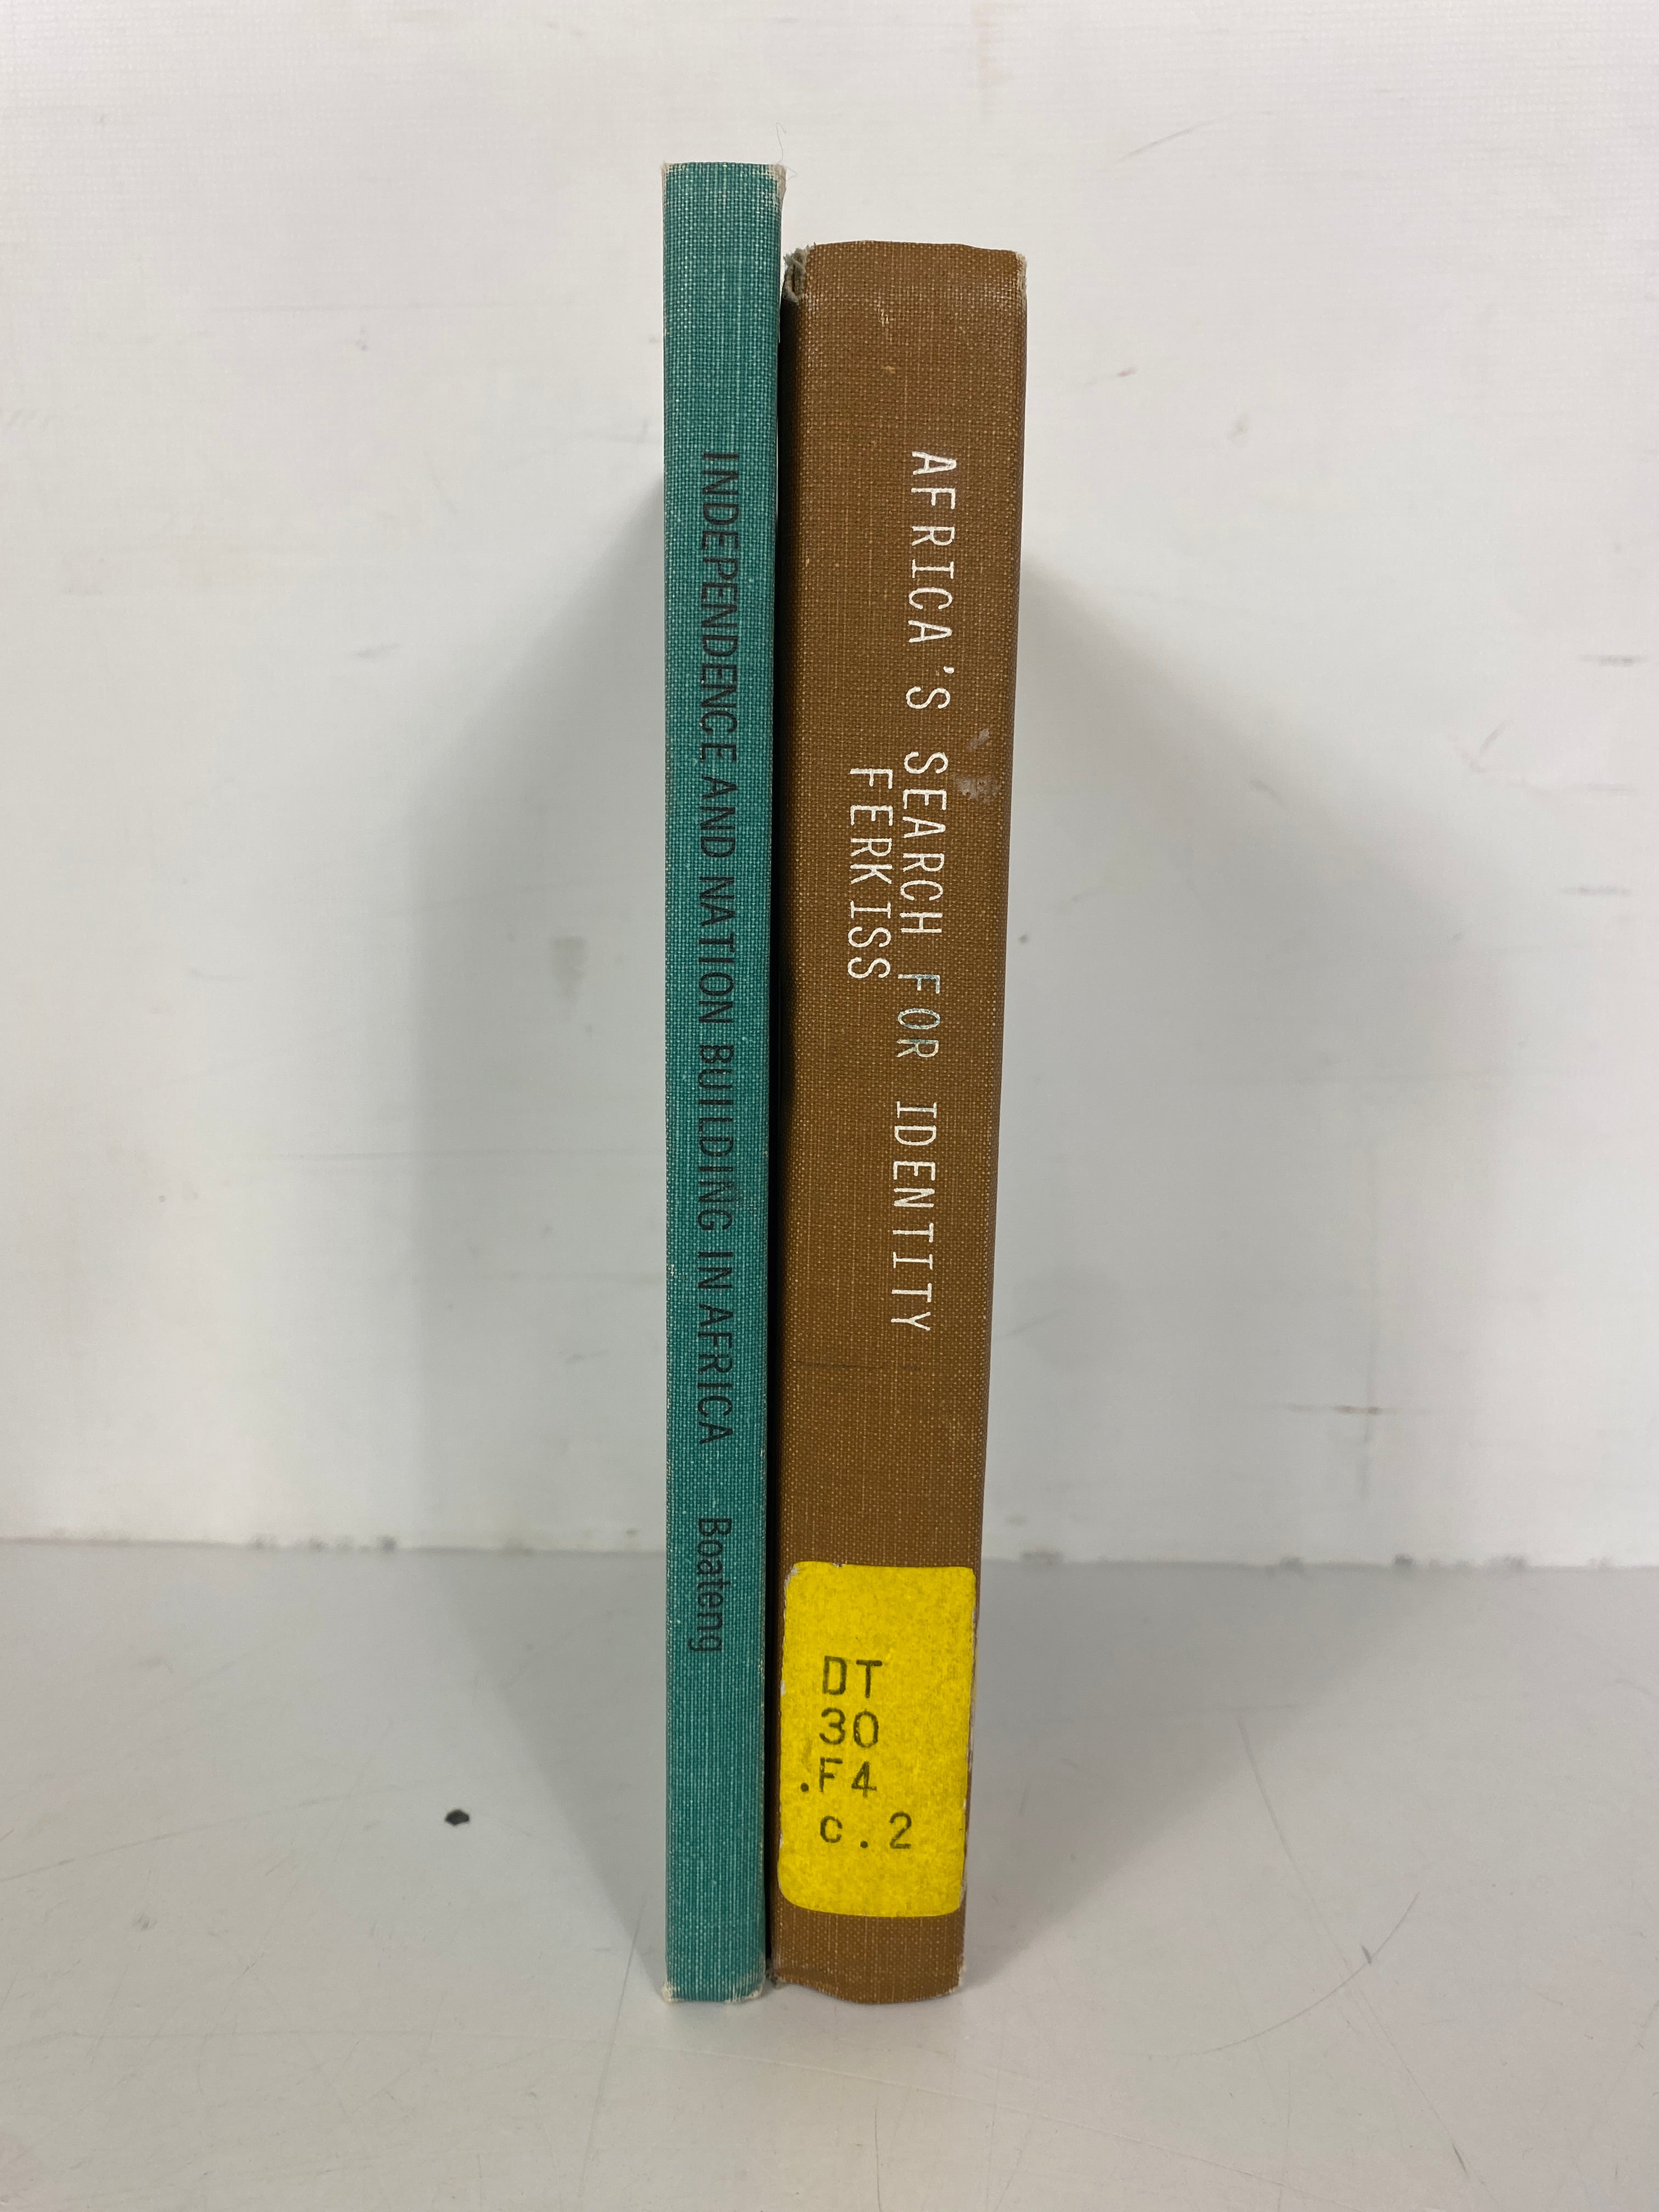 INDEPENDENCE AND NATION BUILDING IN AFRICA Boateng
AFRICA'S SEARCH FOR IDENTITY
FERKISS
DT
30
.F4
c.2